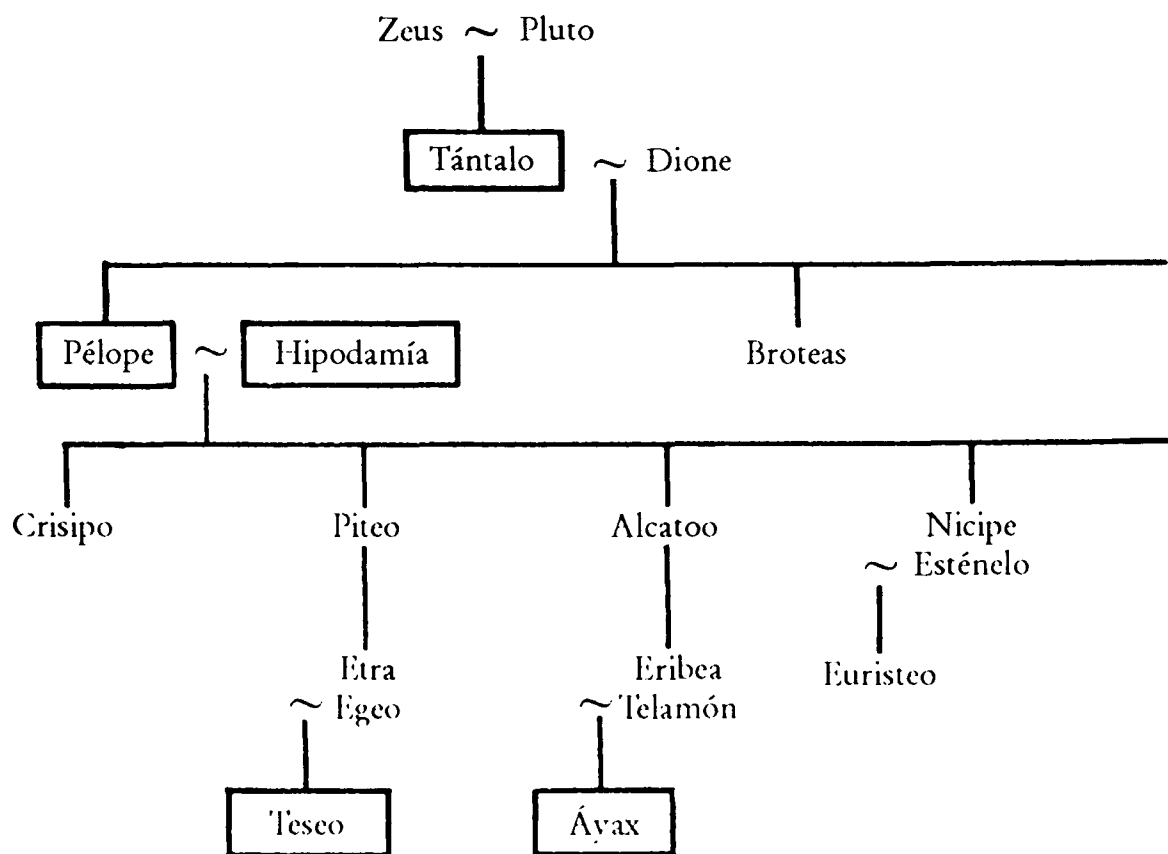 Zeus ~ Pluto
Tántalo ~ Dione
Pélope ~ Hipodamía Broteas
Crisipo Piteo Alcatoo Nicipe
~ Esténelo
Etra Eribea Euristeo
~ Egeo ~ Telamón
Teseo Áyax